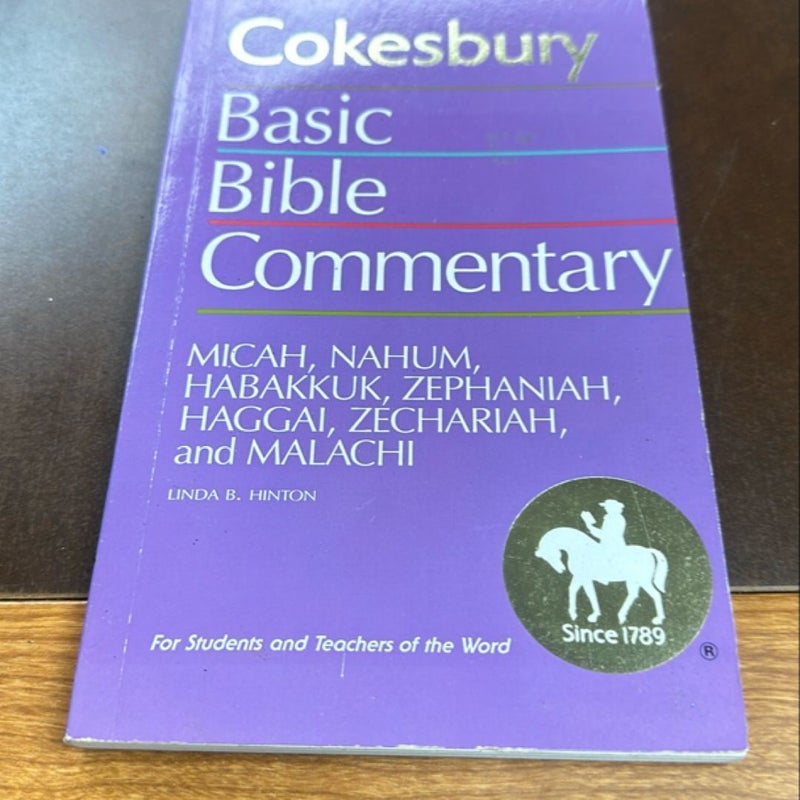 Cokesbury
Basic
Bible
Commentary
MICAH, NAHUM,
HABAKKUK, ZEPHANIAH,
HAGGAI, ZECHARIAH,
and MALACHI
LINDA B. HINTON
For Students and Teachers of the Word
Since 1789
®